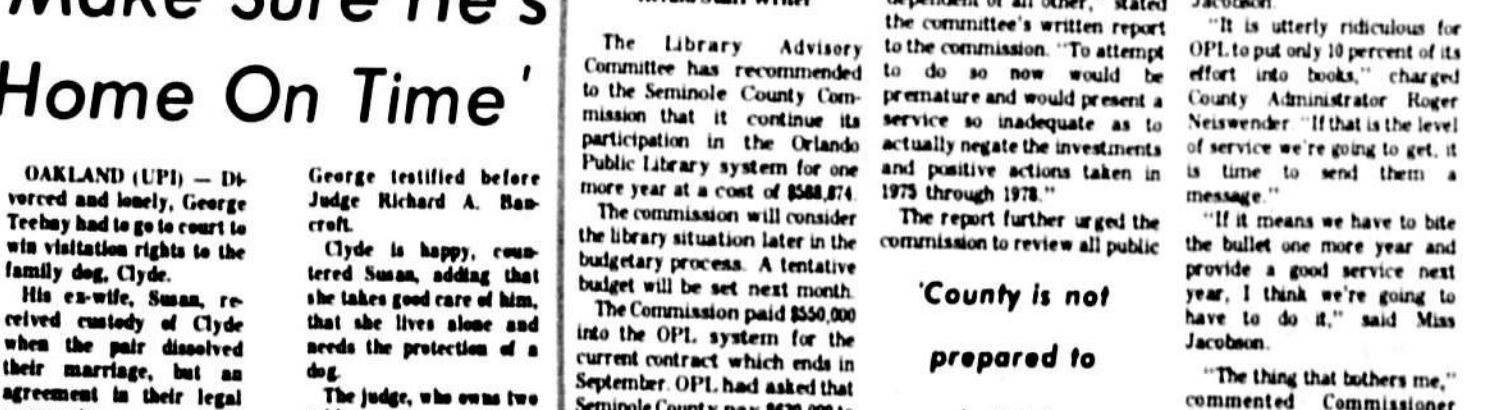 Make Sure He's
Home On Time'
OAKLAND (UPI) — Di-
vorced and lonely, George
Teebay had to go to court to
win visitation rights to the
family dog, Clyde.
His ex-wife, Susan, re-
ceived custody of Clyde
when the pair dissolved
their marriage, but an
agreement in their legal
George testified before
Judge Richard A. Ban-
croft.
Clyde is happy, coun-
tered Susan, adding that
she takes good care of him,
that she lives alone and
needs the protection of a
dog.
The judge, who owns two
The Library Advisory
Committee has recommended
to the Seminole County Com-
mission that it continue its
participation in the Orlando
Public Library system for one
more year at a cost of $588,874.
The commission will consider
the library situation later in the
budgetary process. A tentative
budget will be set next month.
The Commission paid $550,000
into the OPL system for the
current contract which ends in
September. OPL had asked that
Seminole County pay
dependent of all other," stated
the committee's written report
to the commission. "To attempt
to do so now would be
premature and would present a
service so inadequate as to
actually negate the investments
and positive actions taken in
1975 through 1978."
The report further urged the
commission to review all public
'County is not
prepared to
Jacobson.
"It is utterly ridiculous for
OPL to put only 10 percent of its
effort into books," charged
County Administrator Roger
Neiswender. "If that is the level
of service we're going to get, it
is time to send them a
message."
"If it means we have to bite
the bullet one more year and
provide a good service next
year, I think we're going to
have to do it," said Miss
Jacobson.
"The thing that bothers me,"
commented Commissioner